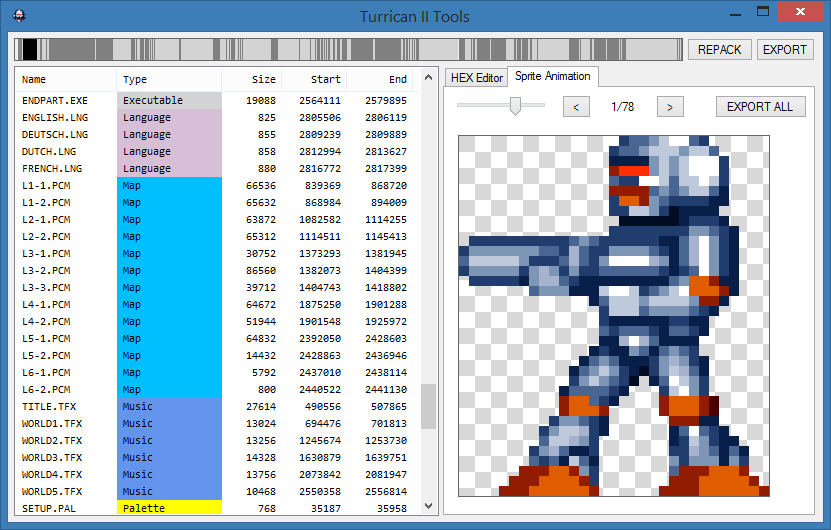 Turrican II Tools
REPACK EXPORT
Name Type Size Start End
HEX Editor Sprite Animation
< 1/78 > EXPORT ALL
ENDPART.EXE Executable 19088 2564111 2579895
ENGLISH.LNG Language 825 2805506 2806119
DEUTSCH.LNG Language 855 2809239 2809889
DUTCH.LNG Language 858 2812994 2813627
FRENCH.LNG Language 880 2816772 2817399
L1-1.PCM Map 66536 839369 868720
L1-2.PCM Map 65632 868984 894009
L2-1.PCM Map 63872 1082582 1114255
L2-2.PCM Map 65312 1114511 1145413
L3-1.PCM Map 30752 1373293 1381945
L3-2.PCM Map 86560 1382073 1404399
L3-3.PCM Map 39712 1404743 1418802
L4-1.PCM Map 64672 1875250 1901288
L4-2.PCM Map 51944 1901548 1925972
L5-1.PCM Map 64832 2392050 2428603
L5-2.PCM Map 14432 2428863 2436946
L6-1.PCM Map 5792 2437010 2438114
L6-2.PCM Map 800 2440522 2441130
TITLE.TFX Music 27614 490556 507865
WORLD1.TFX Music 13024 694476 701813
WORLD2.TFX Music 13256 1245674 1253730
WORLD3.TFX Music 14328 1630879 1639751
WORLD4.TFX Music 13756 2073842 2081947
WORLD5.TFX Music 10468 2550358 2556814
SETUP.PAL Palette 768 35187 35958